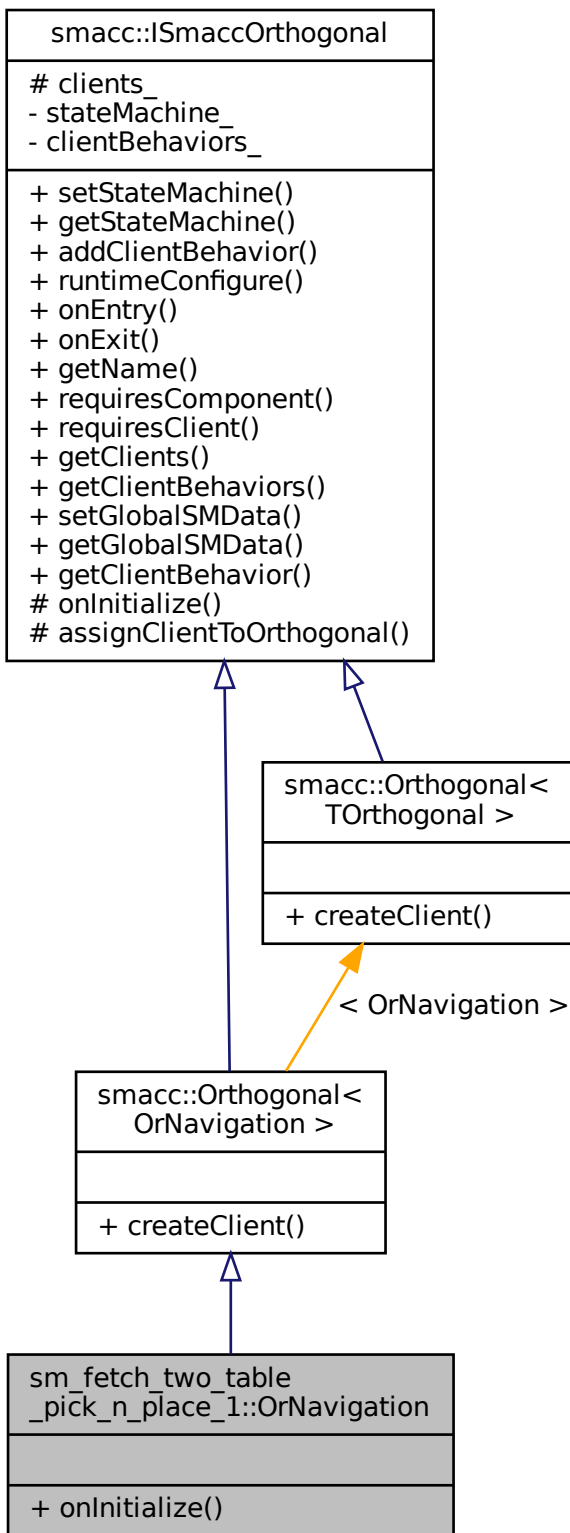 smacc::ISmaccOrthogonal
# clients_
- stateMachine_
- clientBehaviors_
+ setStateMachine()
+ getStateMachine()
+ addClientBehavior()
+ runtimeConfigure()
+ onEntry()
+ onExit()
+ getName()
+ requiresComponent()
+ requiresClient()
+ getClients()
+ getClientBehaviors()
+ setGlobalSMData()
+ getGlobalSMData()
+ getClientBehavior()
# onInitialize()
# assignClientToOrthogonal()
smacc::Orthogonal<
TOrthogonal >
+ createClient()
< OrNavigation >
smacc::Orthogonal<
OrNavigation >
+ createClient()
sm_fetch_two_table
_pick_n_place_1::OrNavigation
+ onInitialize()